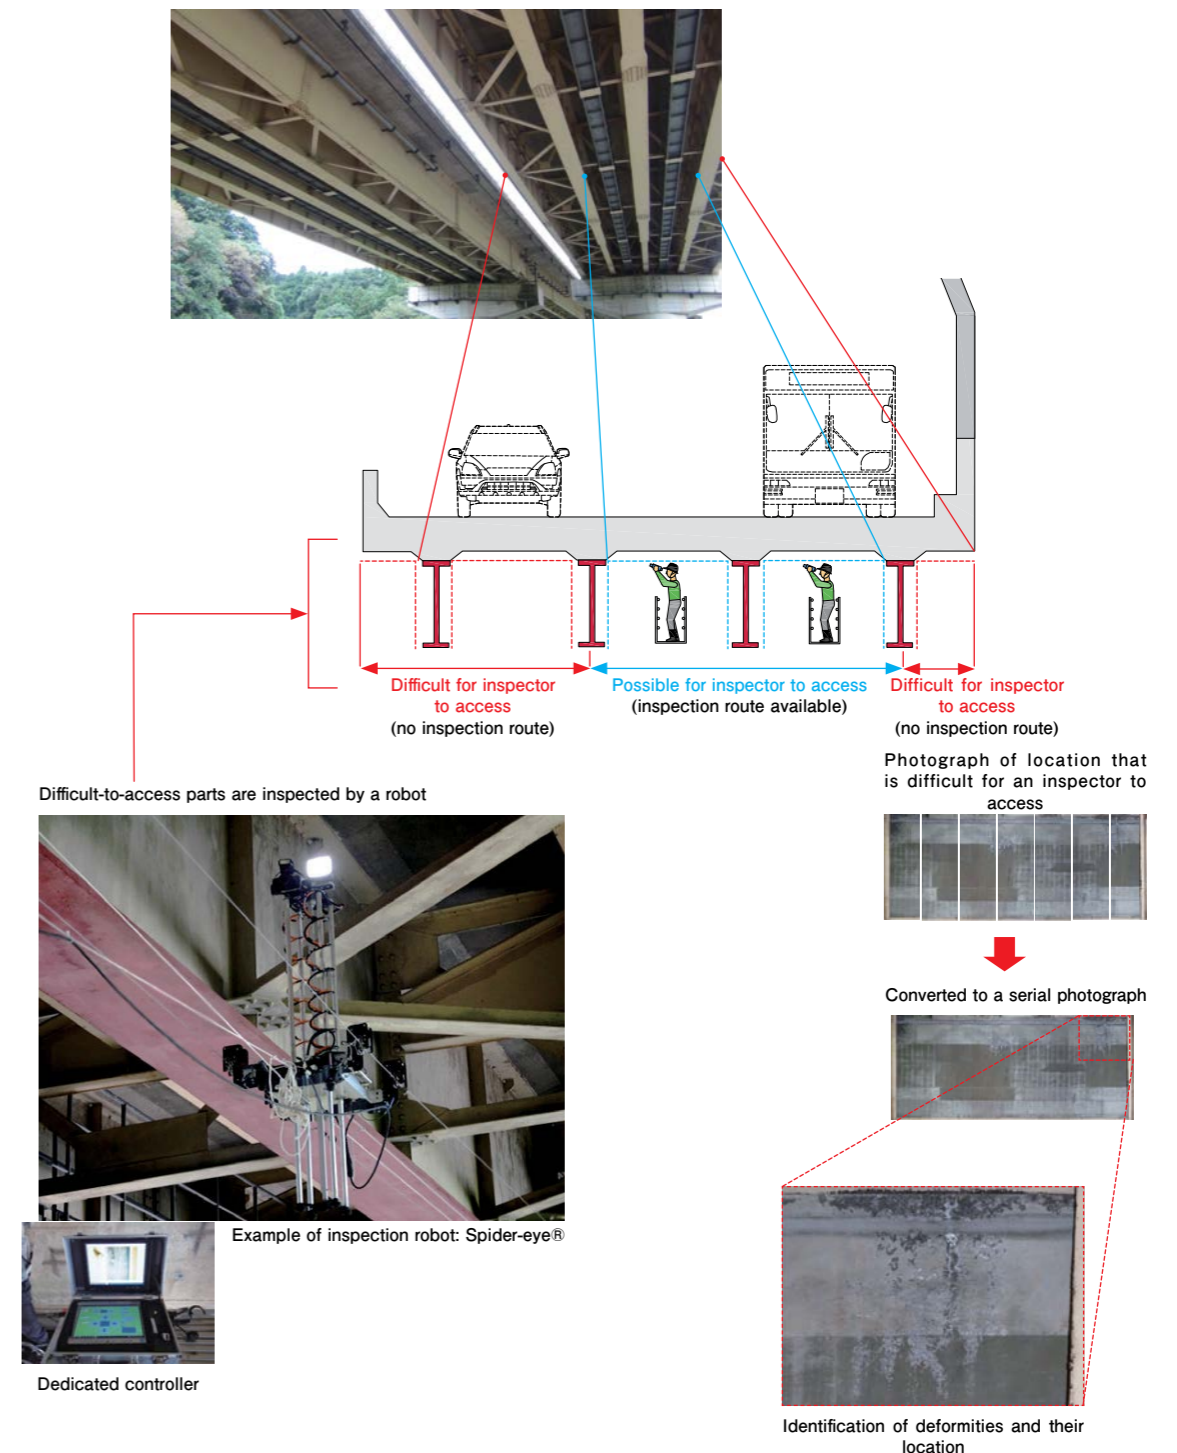 Difficult for inspector
to access
(no inspection route)
Possible for inspector to access
(inspection route available)
Difficult for inspector
to access
(no inspection route)
Photograph of location that
is difficult for an inspector to
access
Difficult-to-access parts are inspected by a robot
Converted to a serial photograph
Example of inspection robot: Spider-eye®
Dedicated controller
Identification of deformities and their
location